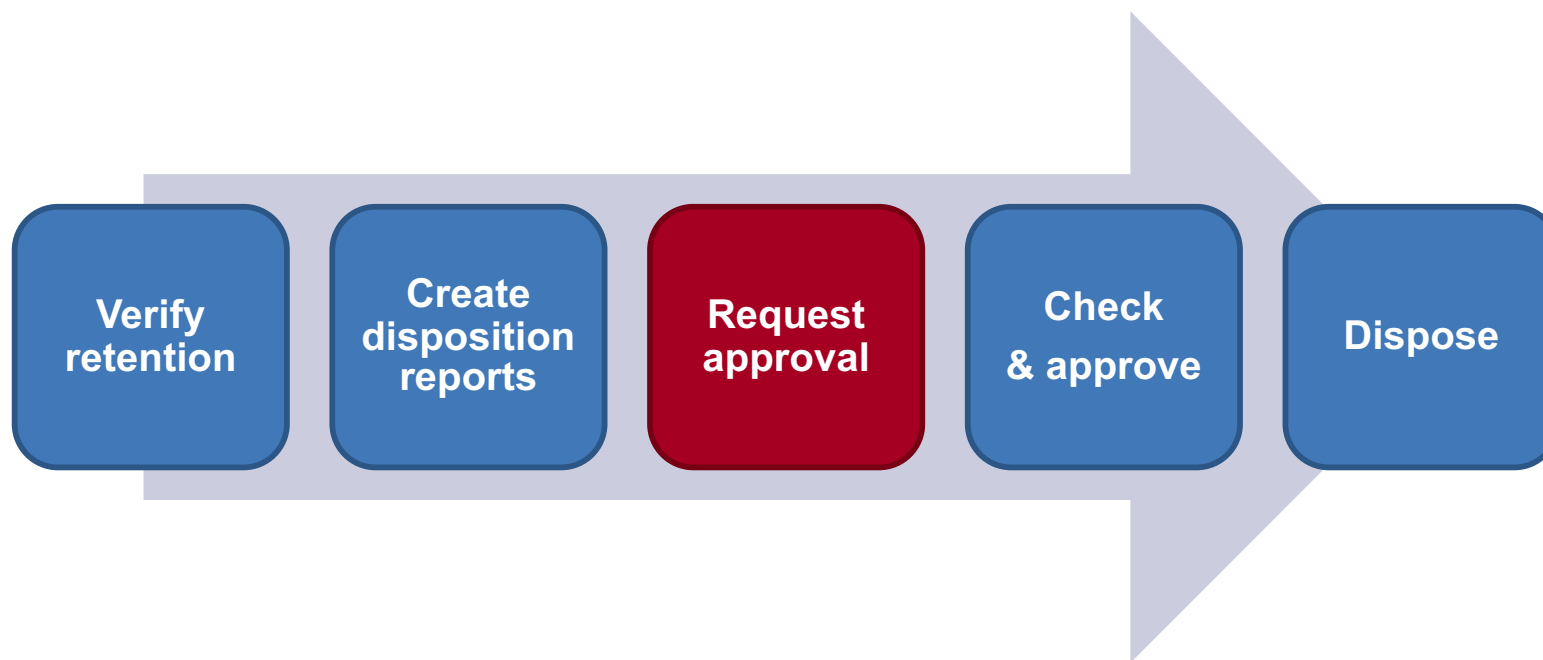 Verify
retention
Create
disposition
reports
Request
approval
Check
& approve
Dispose